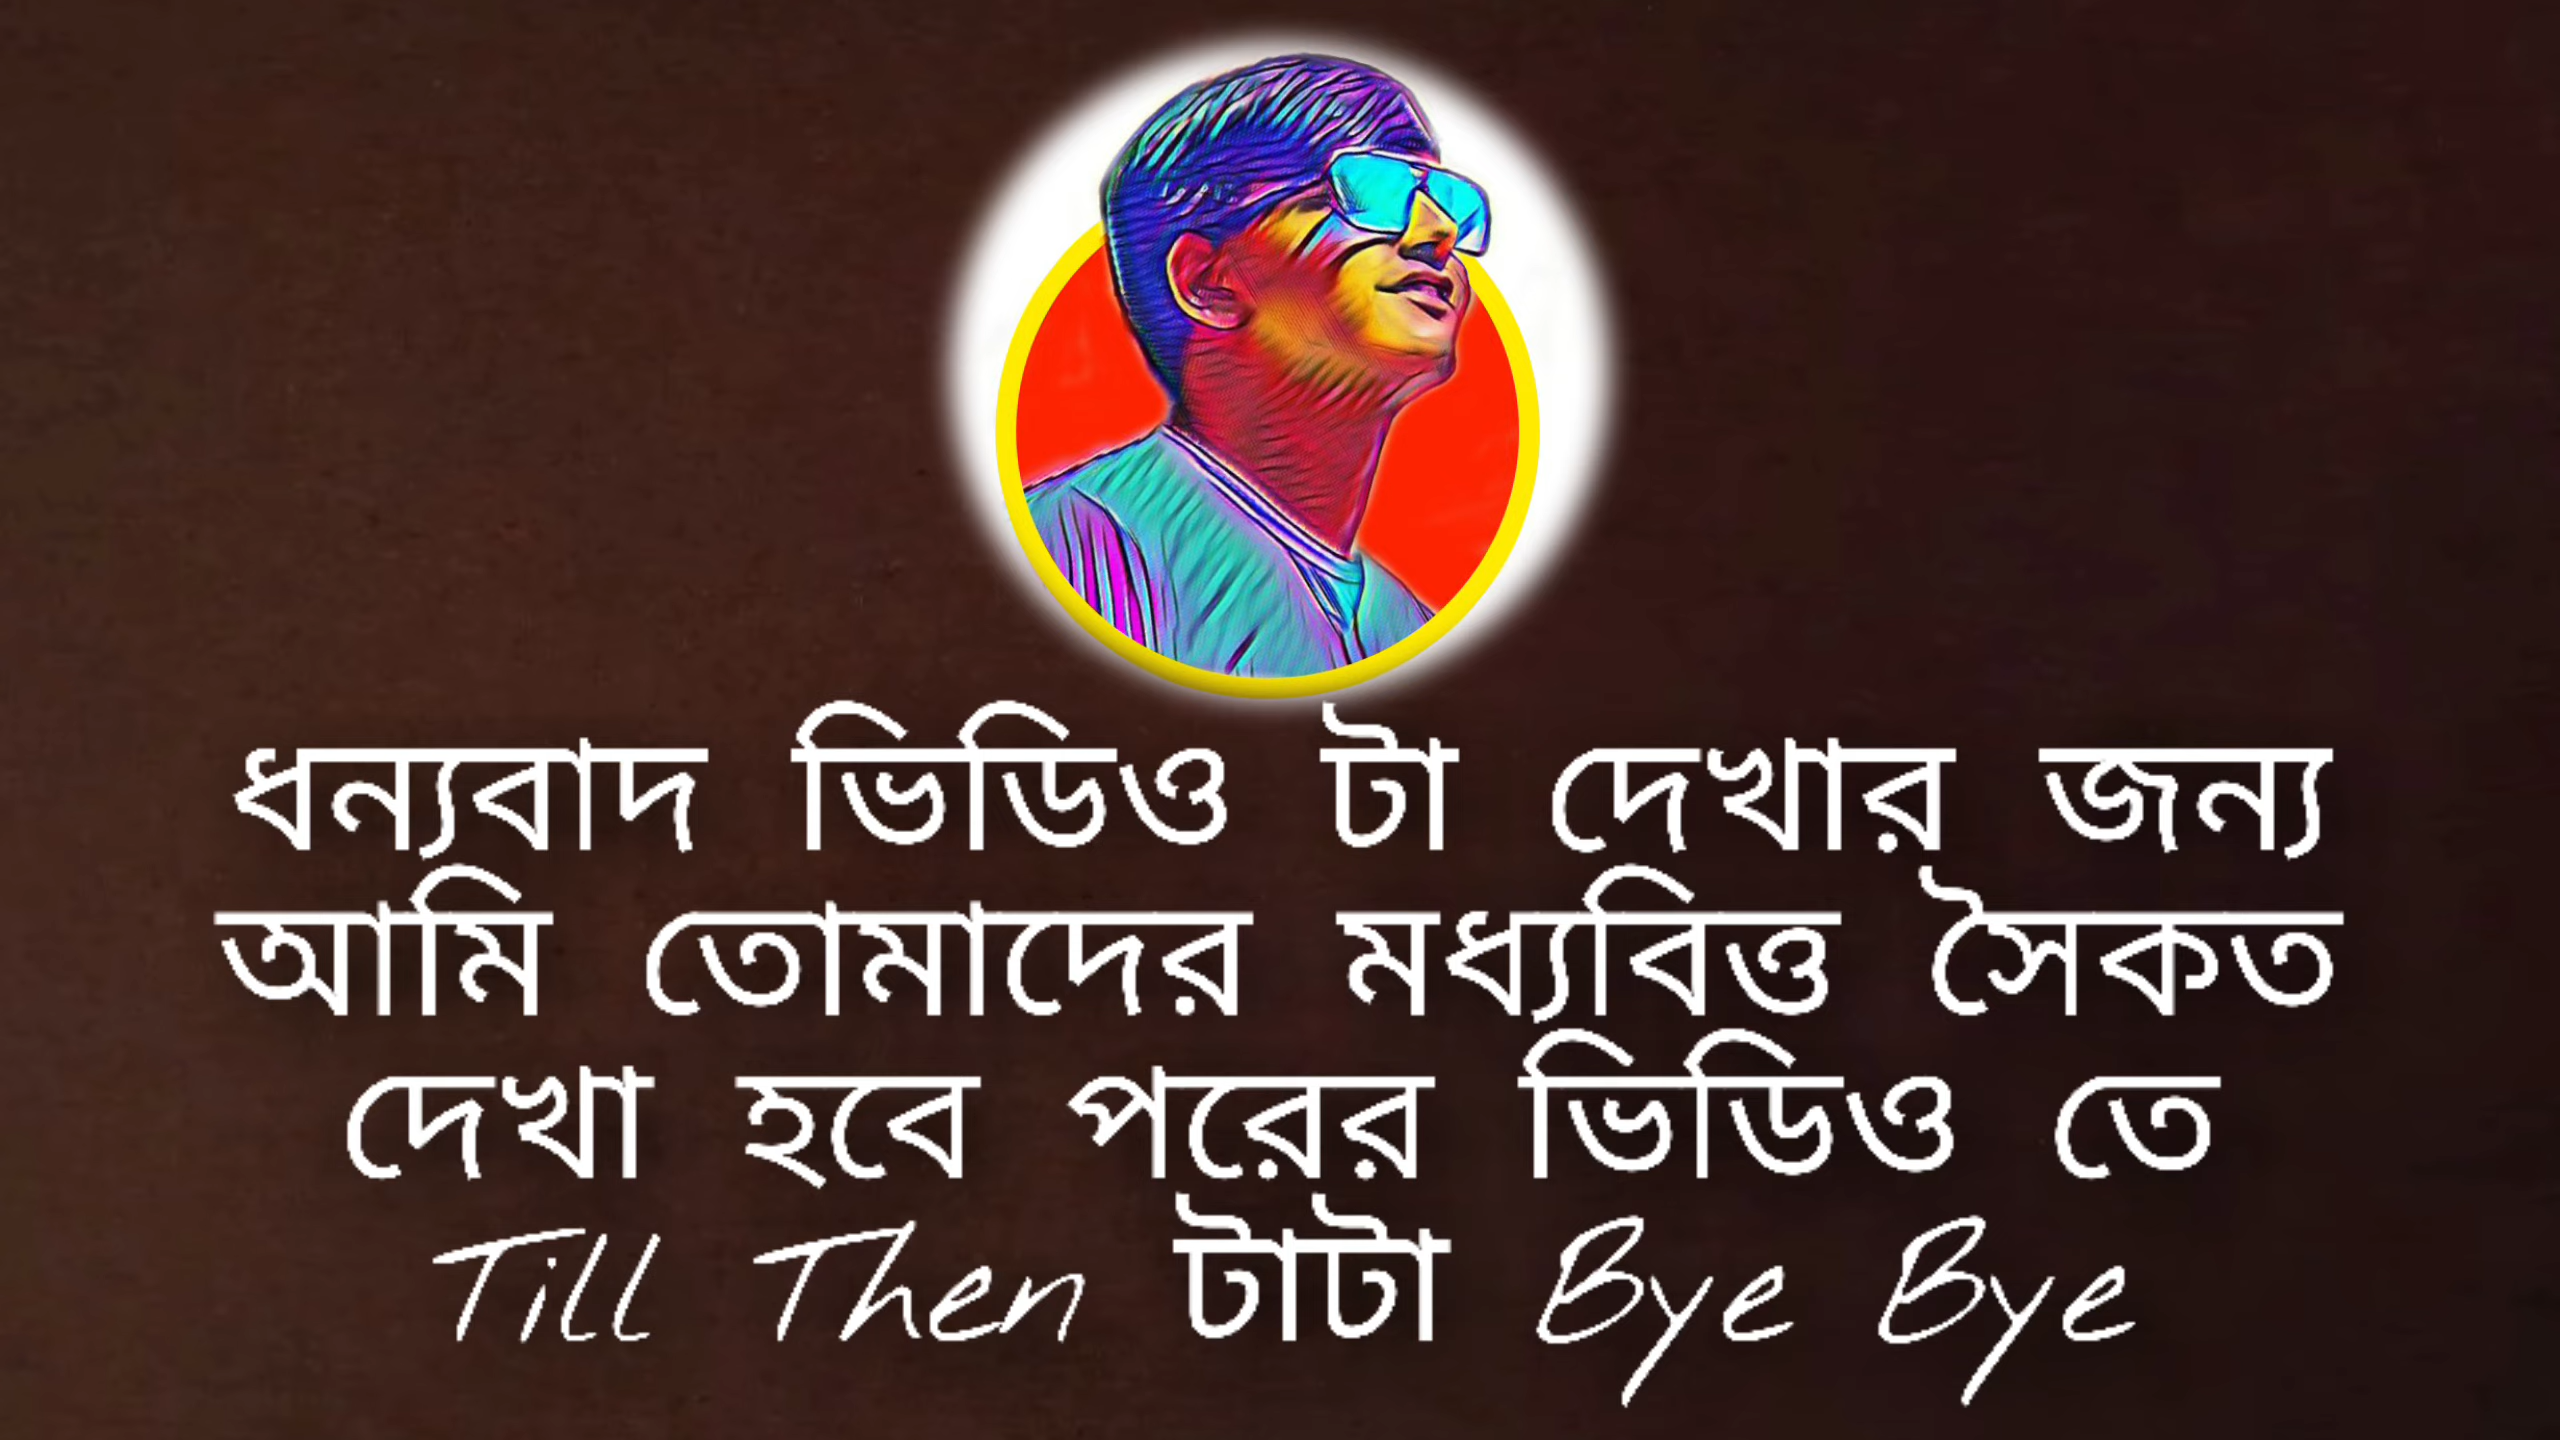 ধন্যবাদ ভিডিও টা দেখার জন্য
আমি তোমাদের মধ্যবিত্ত সৈকত
দেখা হবে পরের ভিডিও তে
Till Then টাটা Bye Bye